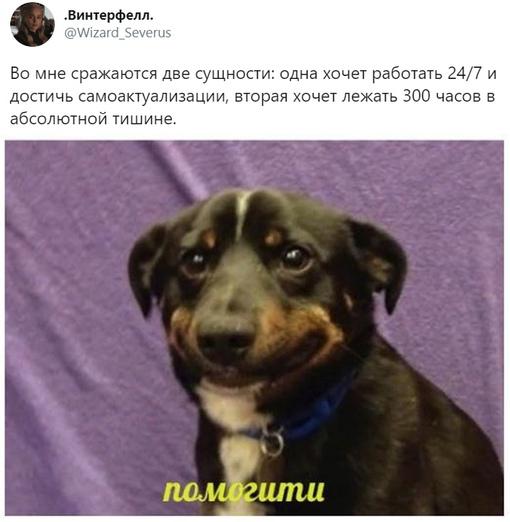 .Винтерфелл.
@Wizard_Severus
Во мне сражаются две сущности: одна хочет работать 24/7 и
достичь самоактуализации, вторая хочет лежать 300 часов в
абсолютной тишине.
помогити